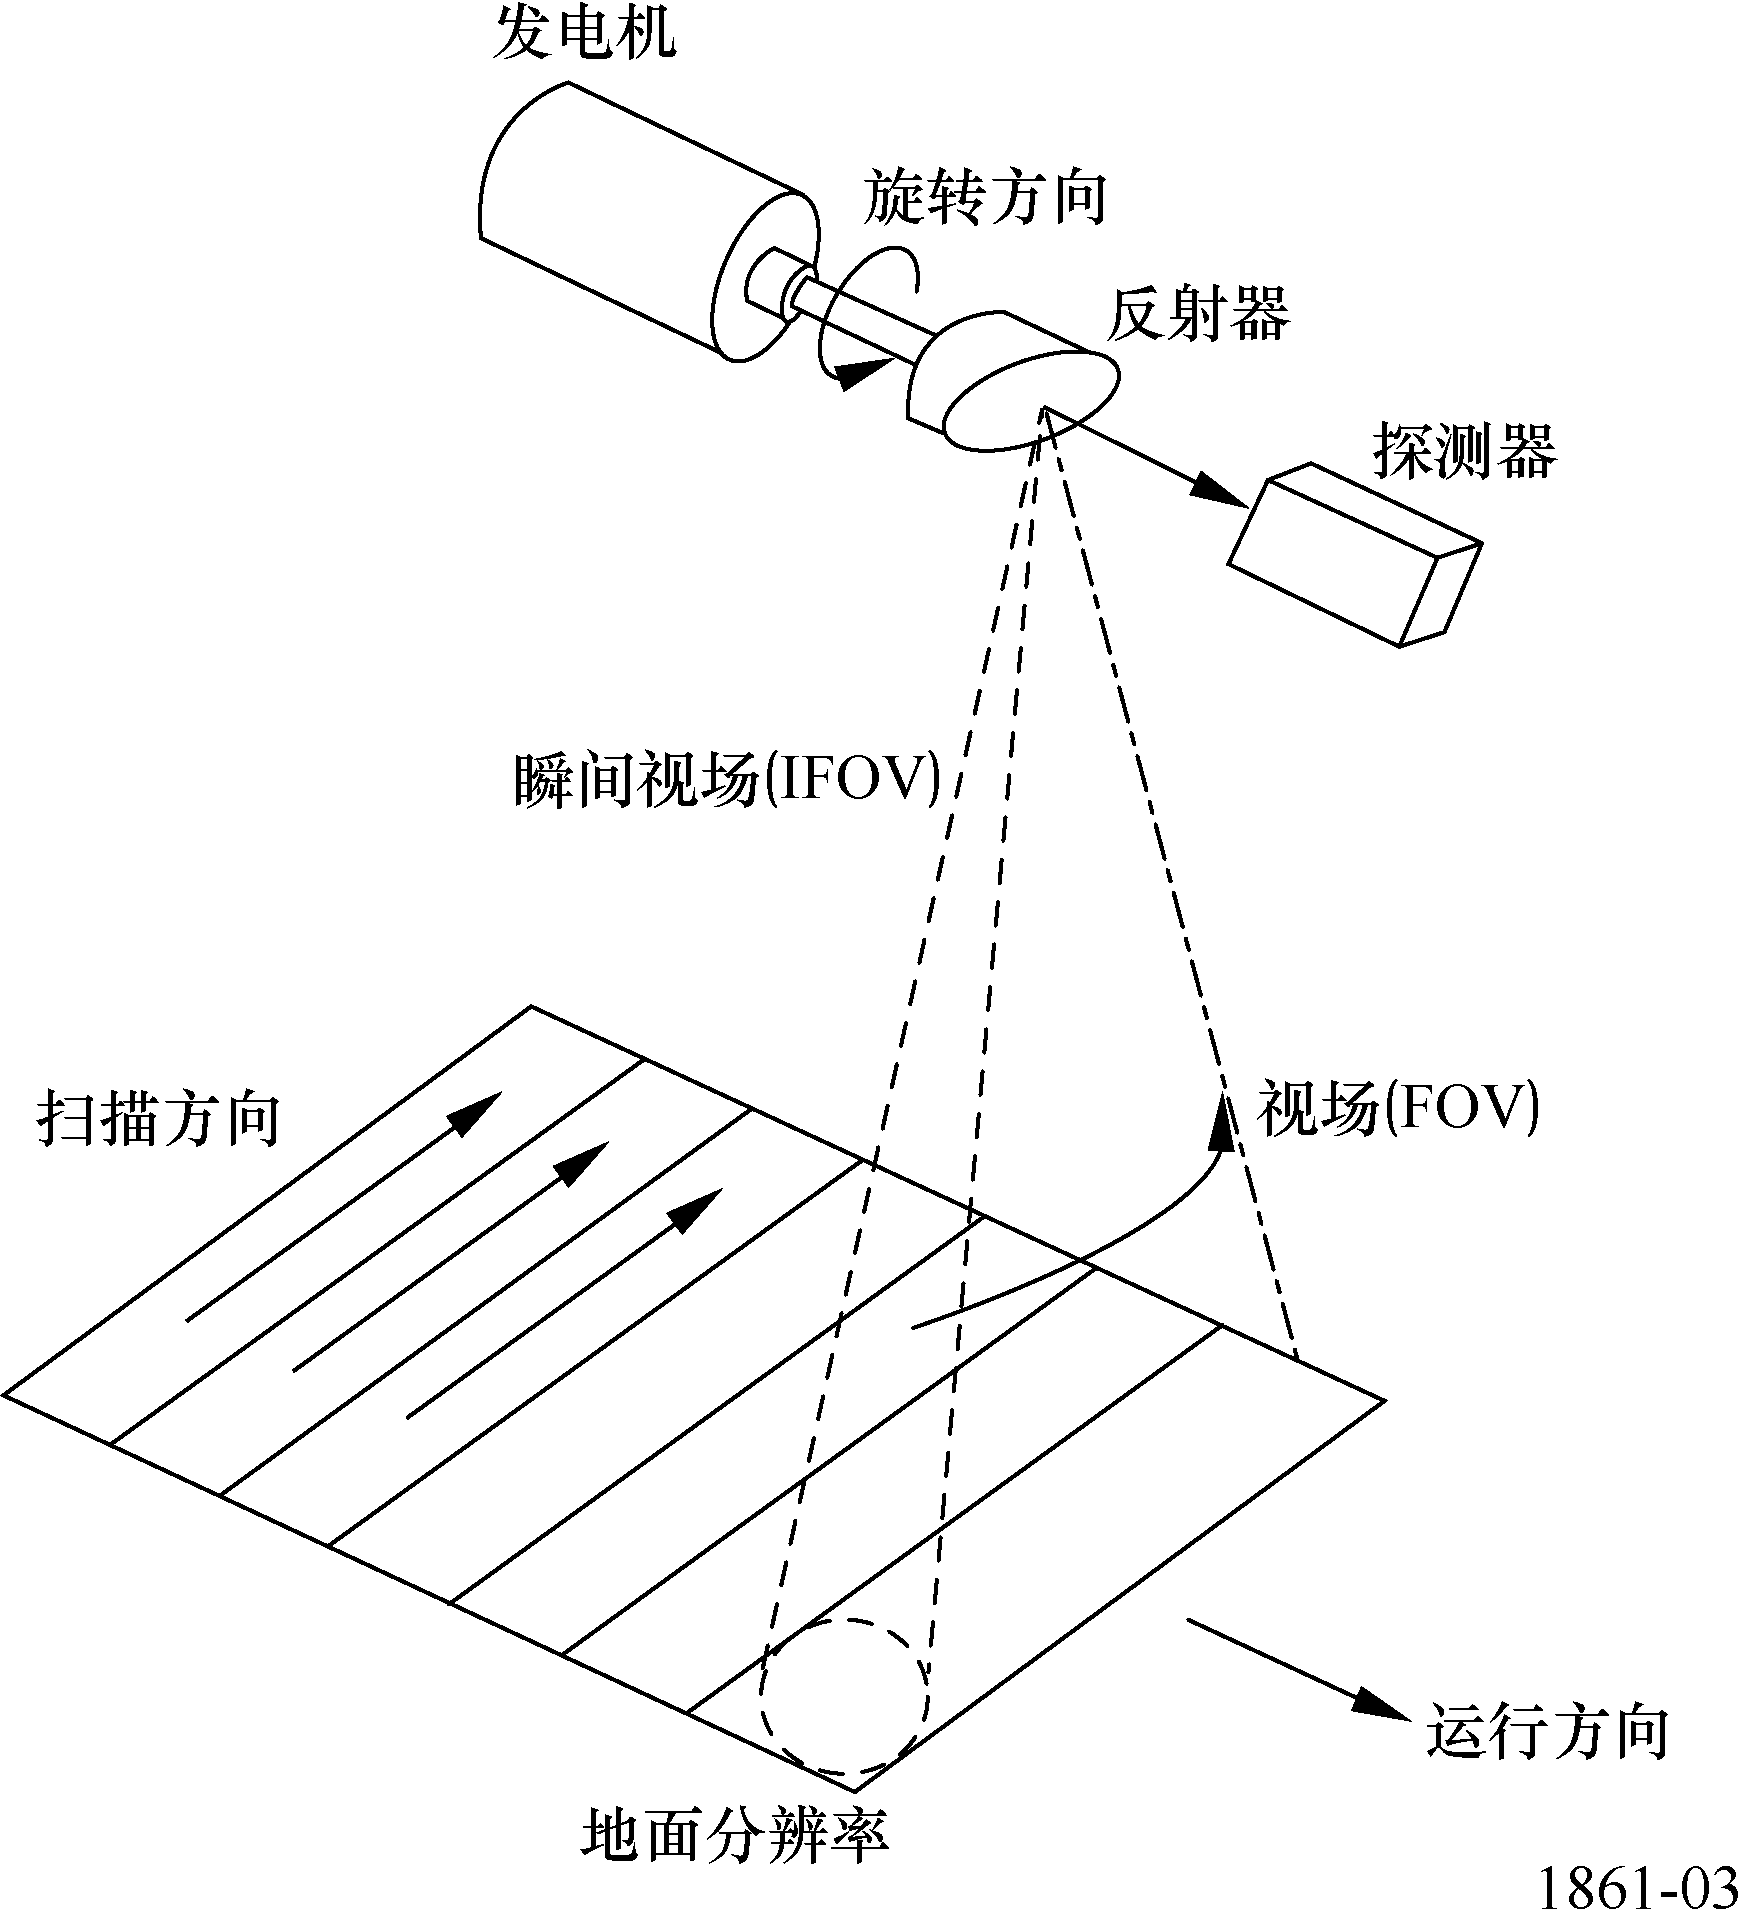 发电机
旋转方向
反射器
探测器
瞬间视场(IFOV)
扫描方向
视场(FOV)
运行方向
地面分辨率
1861-03